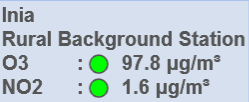 Inia
Rural Background Station
O3 : 97.8 μg/m³
NO2 : 1.6 μg/m³